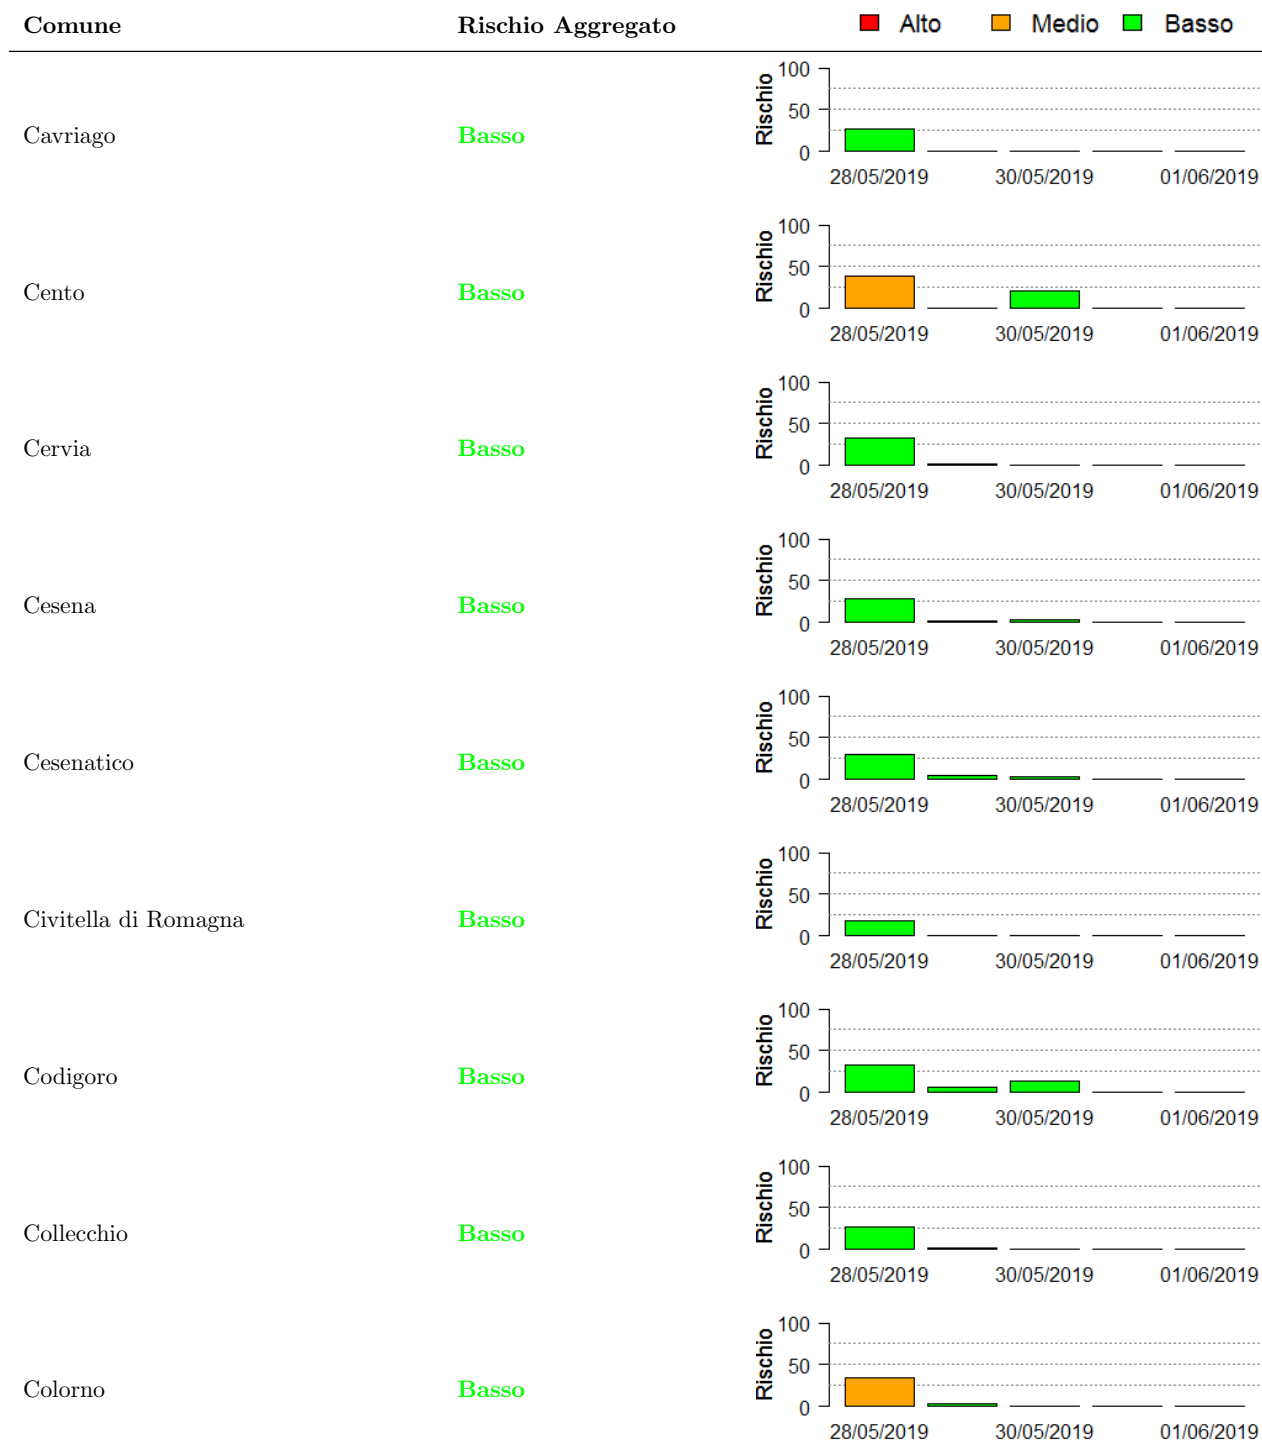 Comune Rischio Aggregato Alto Medio Basso
100
50
0
Rischio
Cavriago Basso
28/05/2019 30/05/2019 01/06/2019
100
50
0
Rischio
Cento Basso
28/05/2019 30/05/2019 01/06/2019
100
50
0
Rischio
Cervia Basso
28/05/2019 30/05/2019 01/06/2019
100
50
0
Rischio
Cesena Basso
28/05/2019 30/05/2019 01/06/2019
100
50
0
Rischio
Cesenatico Basso
28/05/2019 30/05/2019 01/06/2019
100
50
0
Rischio
Civitella di Romagna Basso
28/05/2019 30/05/2019 01/06/2019
100
50
0
Rischio
Codigoro Basso
28/05/2019 30/05/2019 01/06/2019
100
50
0
Rischio
Collecchio Basso
28/05/2019 30/05/2019 01/06/2019
100
50
0
Rischio
Colorno Basso
28/05/2019 30/05/2019 01/06/2019